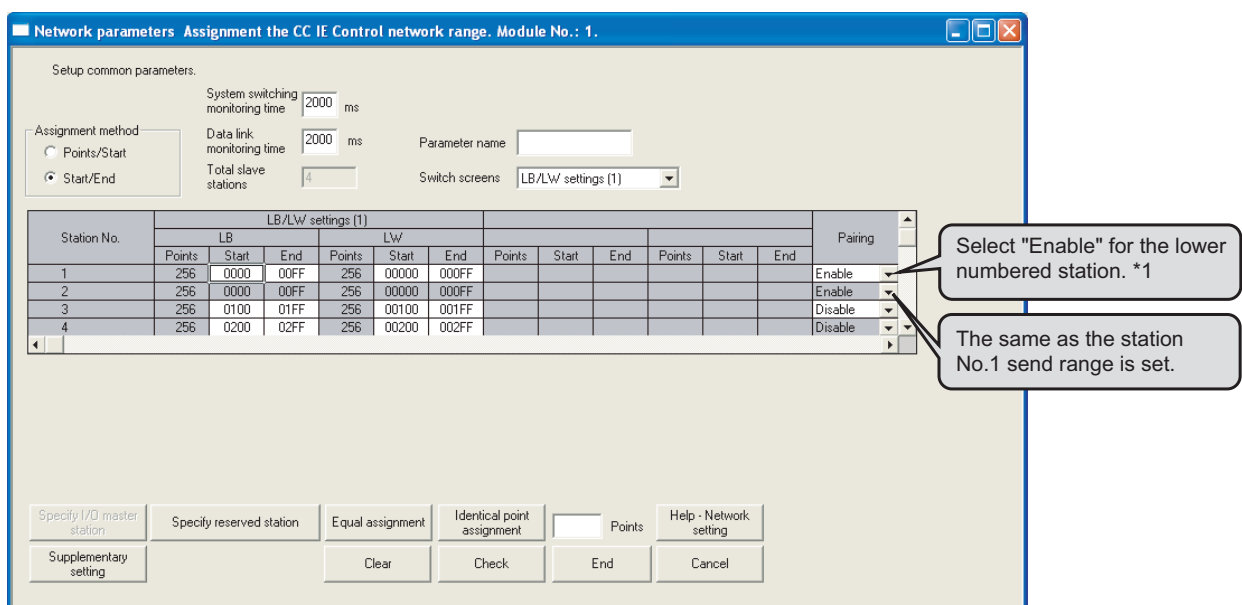 Network parameters Assignment the CC IE Control network range. Module No.: 1.
Setup common parameters.
System switching
monitoring time 2000 ms
Assignment method
Points/Start
Start/End
Data link
monitoring time 2000 ms
Parameter name
Total slave
stations 4
Switch screens LB/LW settings (1)
Station No. LB/LW settings (1) Pairing
LB LW
Points Start End Points Start End Points Start End Points Start End
1 256 0000 00FF 256 00000 000FF Enable
2 256 0000 00FF 256 00000 000FF Enable
3 256 0100 01FF 256 00100 001FF Disable
4 256 0200 02FF 256 00200 002FF Disable
Select "Enable" for the lower
numbered station. *1
The same as the station
No.1 send range is set.
Specify I/O master
station
Specify reserved station
Equal assignment
Identical point
assignment
Points
Help - Network
setting
Supplementary
setting
Clear
Check
End
Cancel